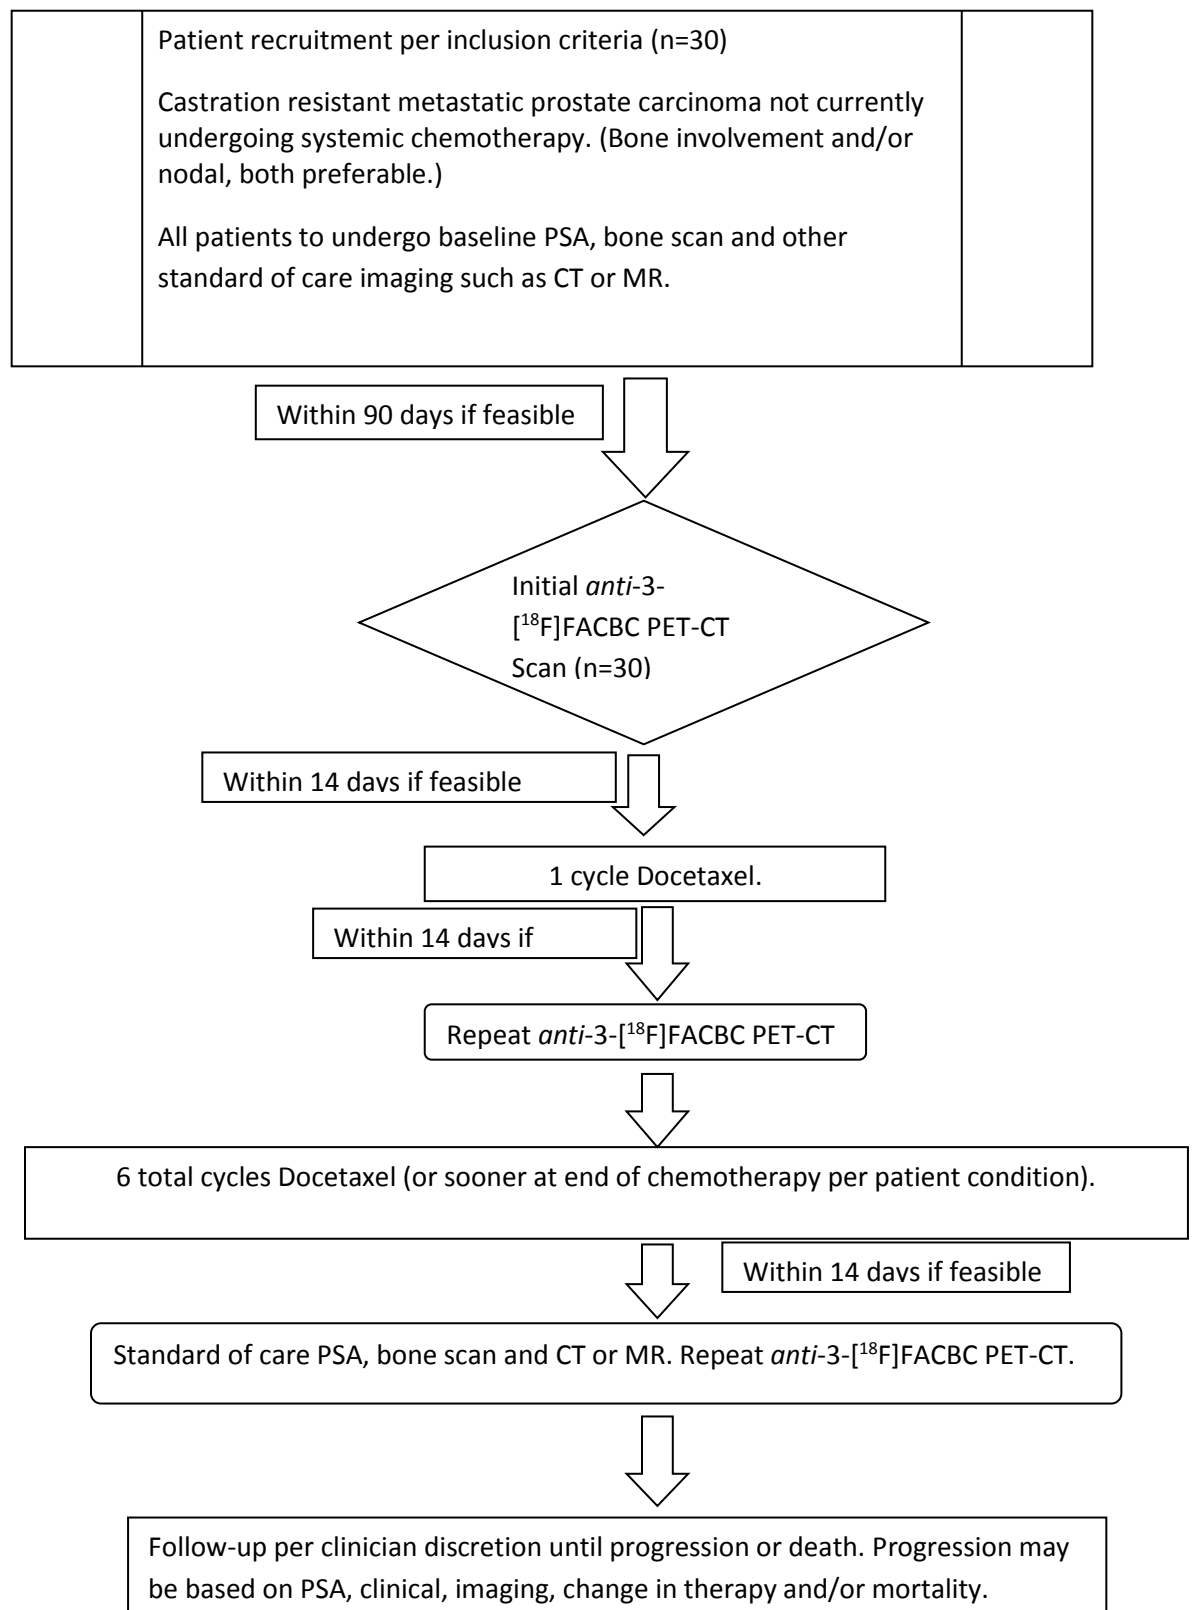 Patient recruitment per inclusion criteria (n=30)
Castration resistant metastatic prostate carcinoma not currently
undergoing systemic chemotherapy. (Bone involvement and/or
nodal, both preferable.)
All patients to undergo baseline PSA, bone scan and other
standard of care imaging such as CT or MR.
Within 90 days if feasible
Initial anti-3-
[¹⁸F]FACBC PET-CT
Scan (n=30)
Within 14 days if feasible
1 cycle Docetaxel.
Within 14 days if
Repeat anti-3-[¹⁸F]FACBC PET-CT
6 total cycles Docetaxel (or sooner at end of chemotherapy per patient condition).
Within 14 days if feasible
Standard of care PSA, bone scan and CT or MR. Repeat anti-3-[¹⁸F]FACBC PET-CT.
Follow-up per clinician discretion until progression or death. Progression may
be based on PSA, clinical, imaging, change in therapy and/or mortality.